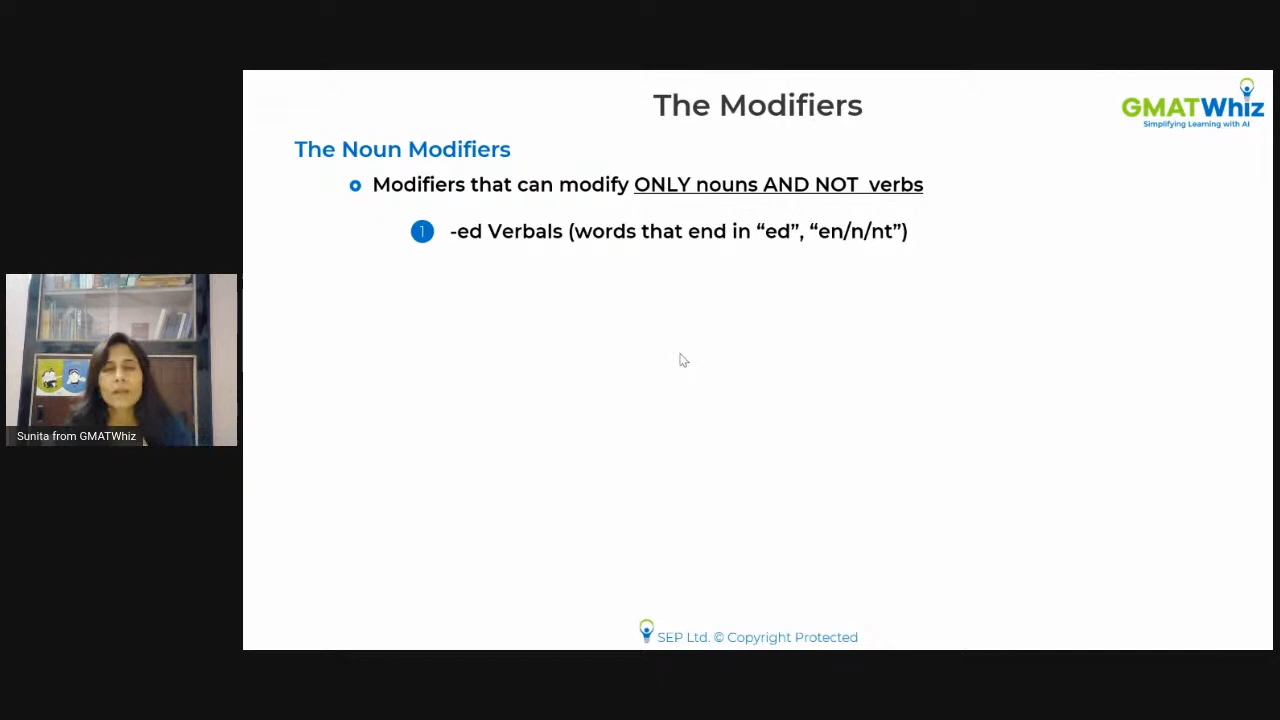 The Modifiers
GMATWhiz
Simplifying Learning with AI
The Noun Modifiers
Modifiers that can modify ONLY nouns AND NOT verbs
1 -ed Verbals (words that end in “ed”, “en/n/nt”)
Sunita from GMATWhiz
SEP Ltd. © Copyright Protected